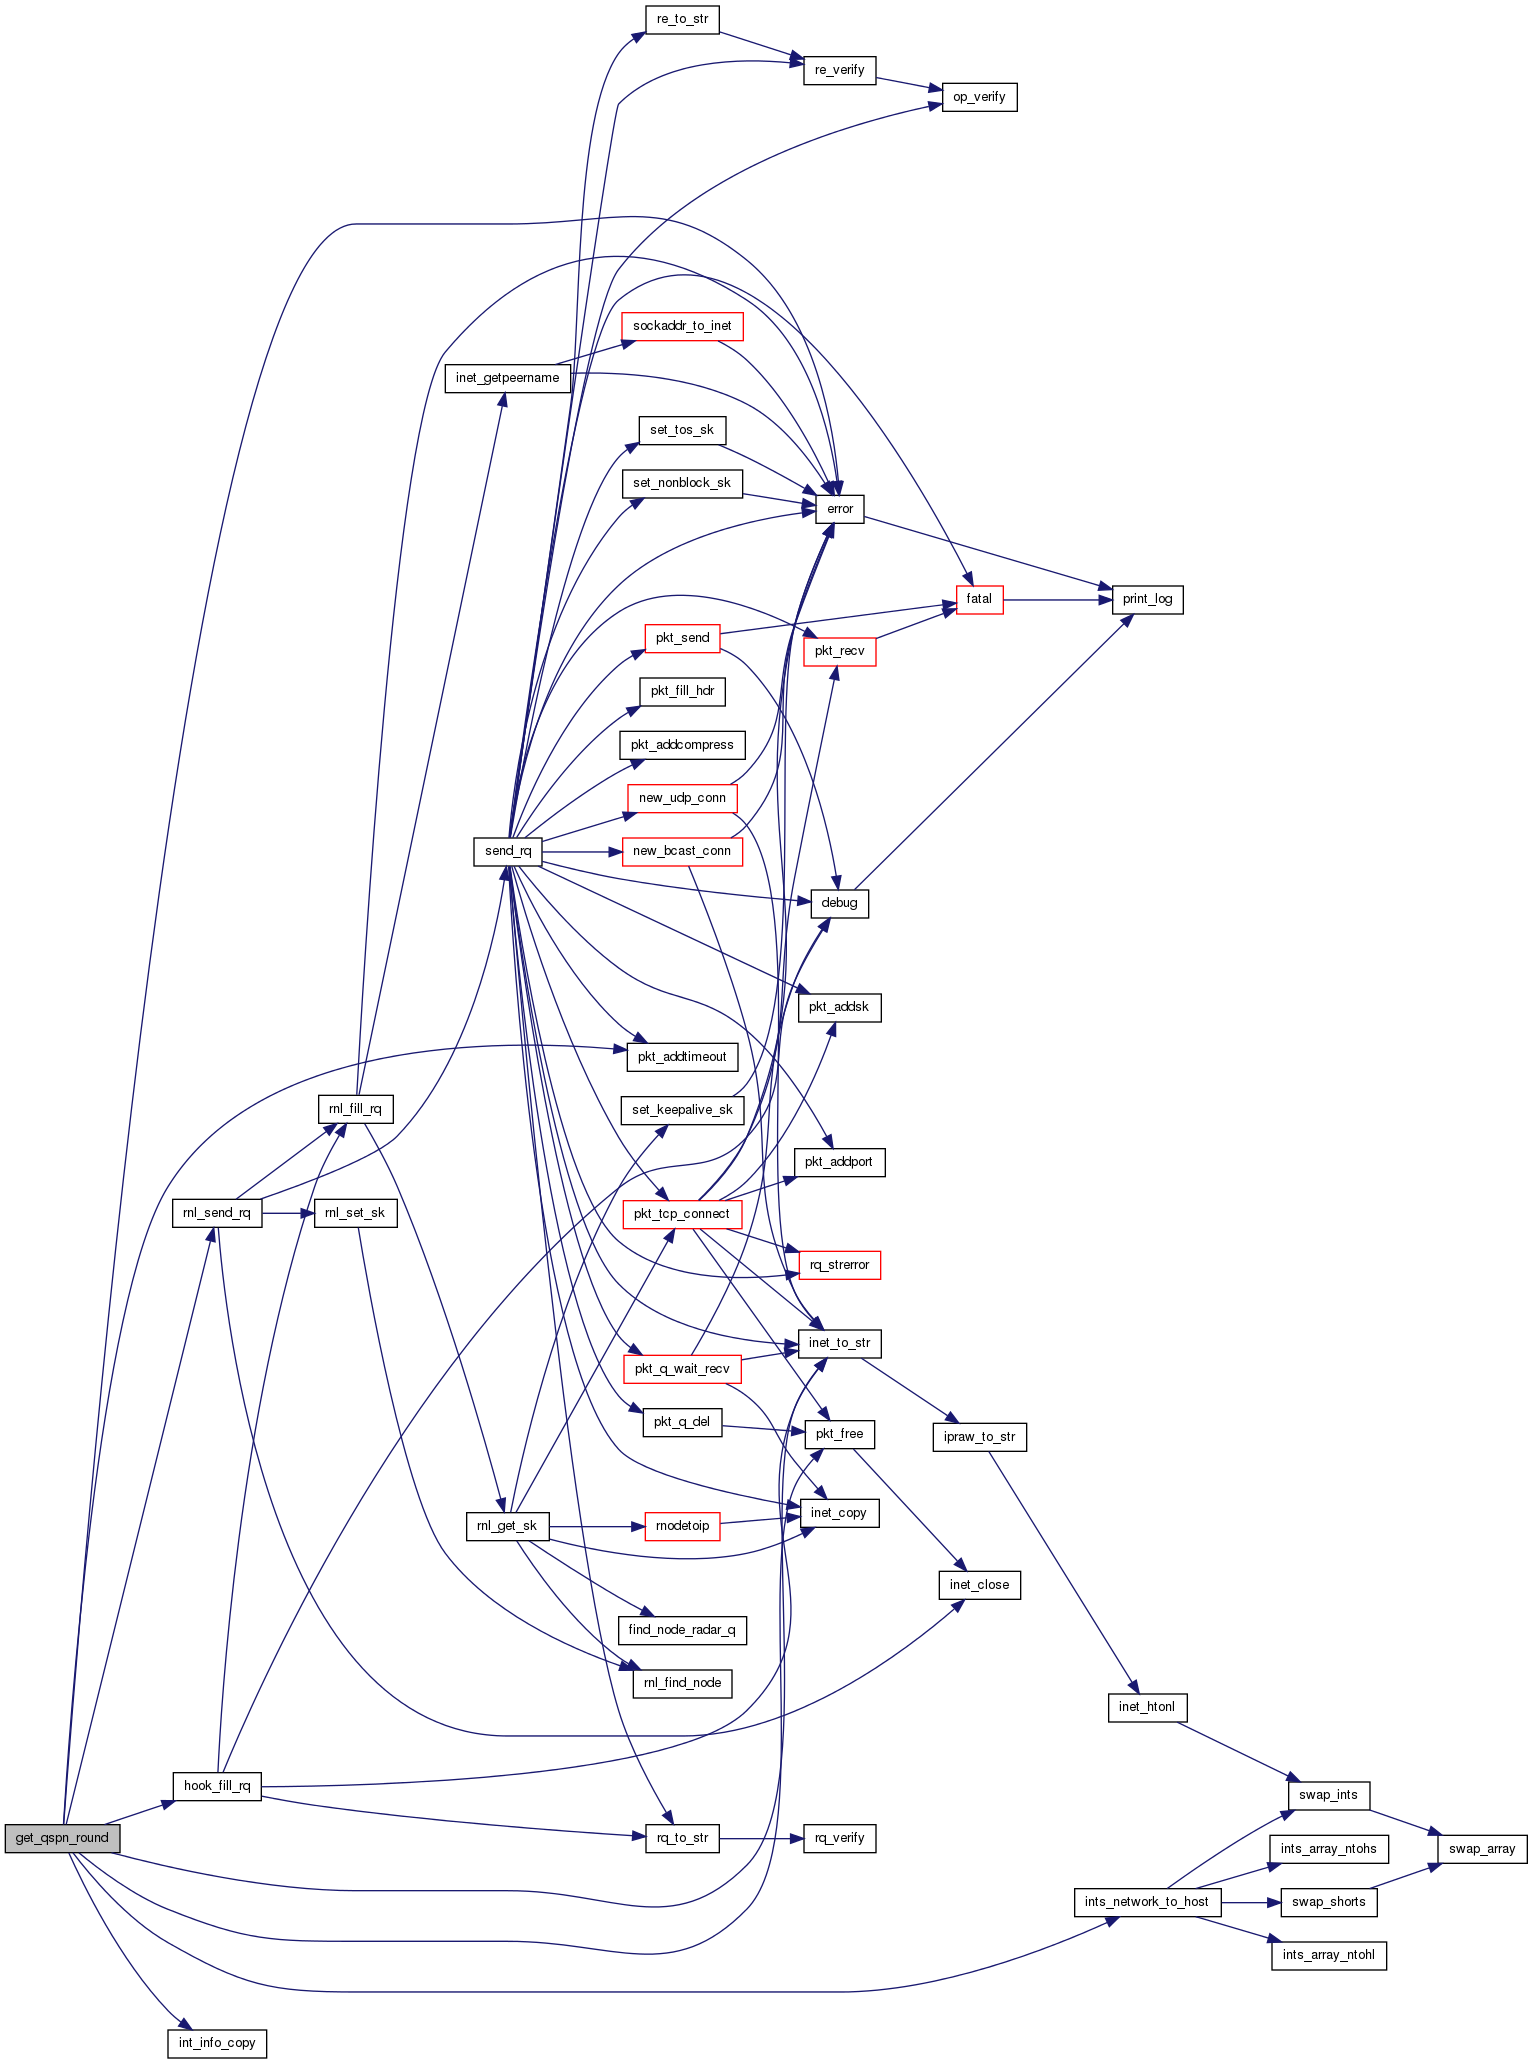 re_to_str
re_verify
op_verify
sockaddr_to_inet
inet_getpeername
set_tos_sk
set_nonblock_sk
error
fatal
print_log
pkt_send
pkt_recv
pkt_fill_hdr
pkt_addcompress
new_udp_conn
send_rq
new_bcast_conn
debug
pkt_addsk
pkt_addtimeout
rnl_fill_rq
set_keepalive_sk
pkt_addport
rnl_send_rq
rnl_set_sk
pkt_tcp_connect
rq_strerror
inet_to_str
pkt_q_wait_recv
pkt_q_del
pkt_free
ipraw_to_str
rnl_get_sk
rnodetoip
inet_copy
inet_close
find_node_radar_q
rnl_find_node
inet_htonl
hook_fill_rq
swap_ints
get_qspn_round
rq_to_str
rq_verify
ints_array_ntohs
swap_array
ints_network_to_host
swap_shorts
ints_array_ntohl
int_info_copy